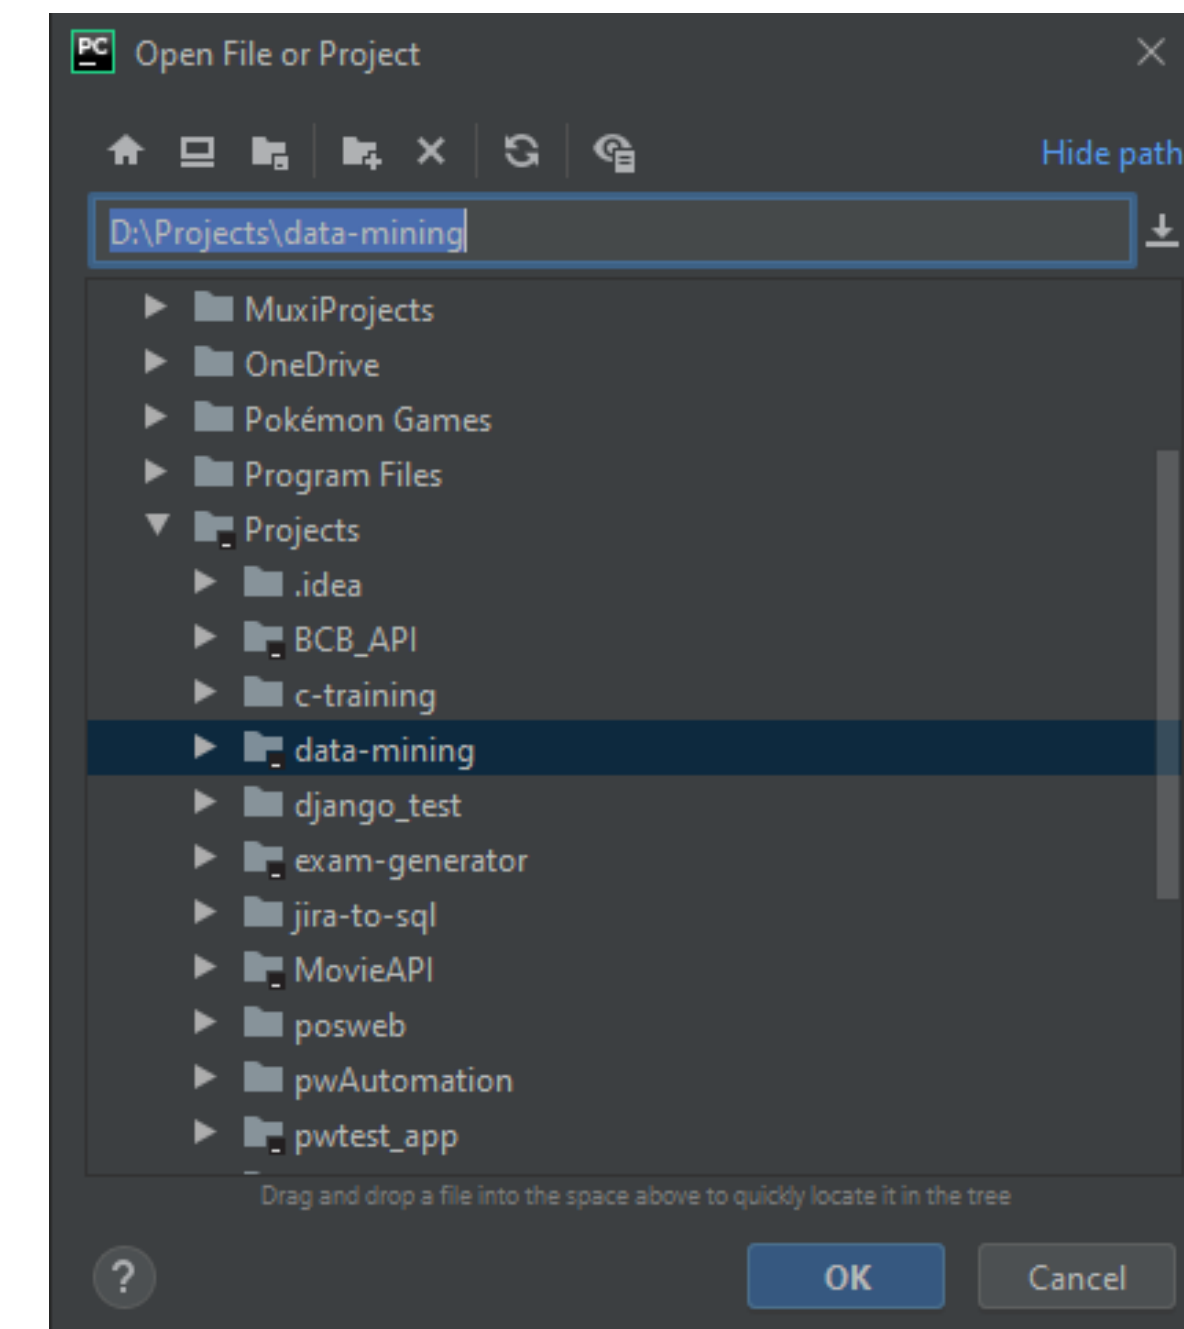 PC Open File or Project
Hide path
D:\Projects\data-mining
MuxiProjects
OneDrive
Pokémon Games
Program Files
Projects
.idea
BCB_API
c-training
data-mining
django_test
exam-generator
jira-to-sql
MovieAPI
posweb
pwAutomation
pwtest_app
Drag and drop a file into the space above to quickly locate it in the tree
? OK Cancel